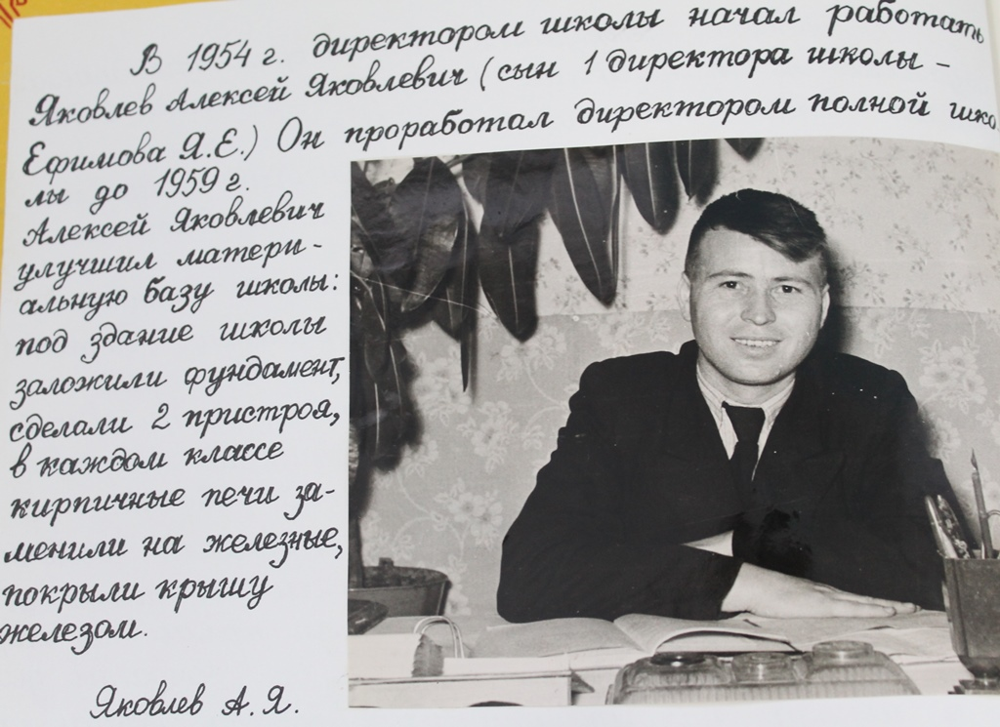 В 1954 г. директором школы начал работать
Яковлев Алексей Яковлевич (сын 1 директора школы -
Ефимова Я.Е.) Он проработал директором полной шко
лы до 1959 г.
Алексей Яковлевич
улучшил матери-
альную базу школы:
под здание школы
заложили фундамент,
сделали 2 пристроя,
в каждом классе
кирпичные печи за-
менили на железные,
покрыли крышу
железом.
Яковлев А.Я.